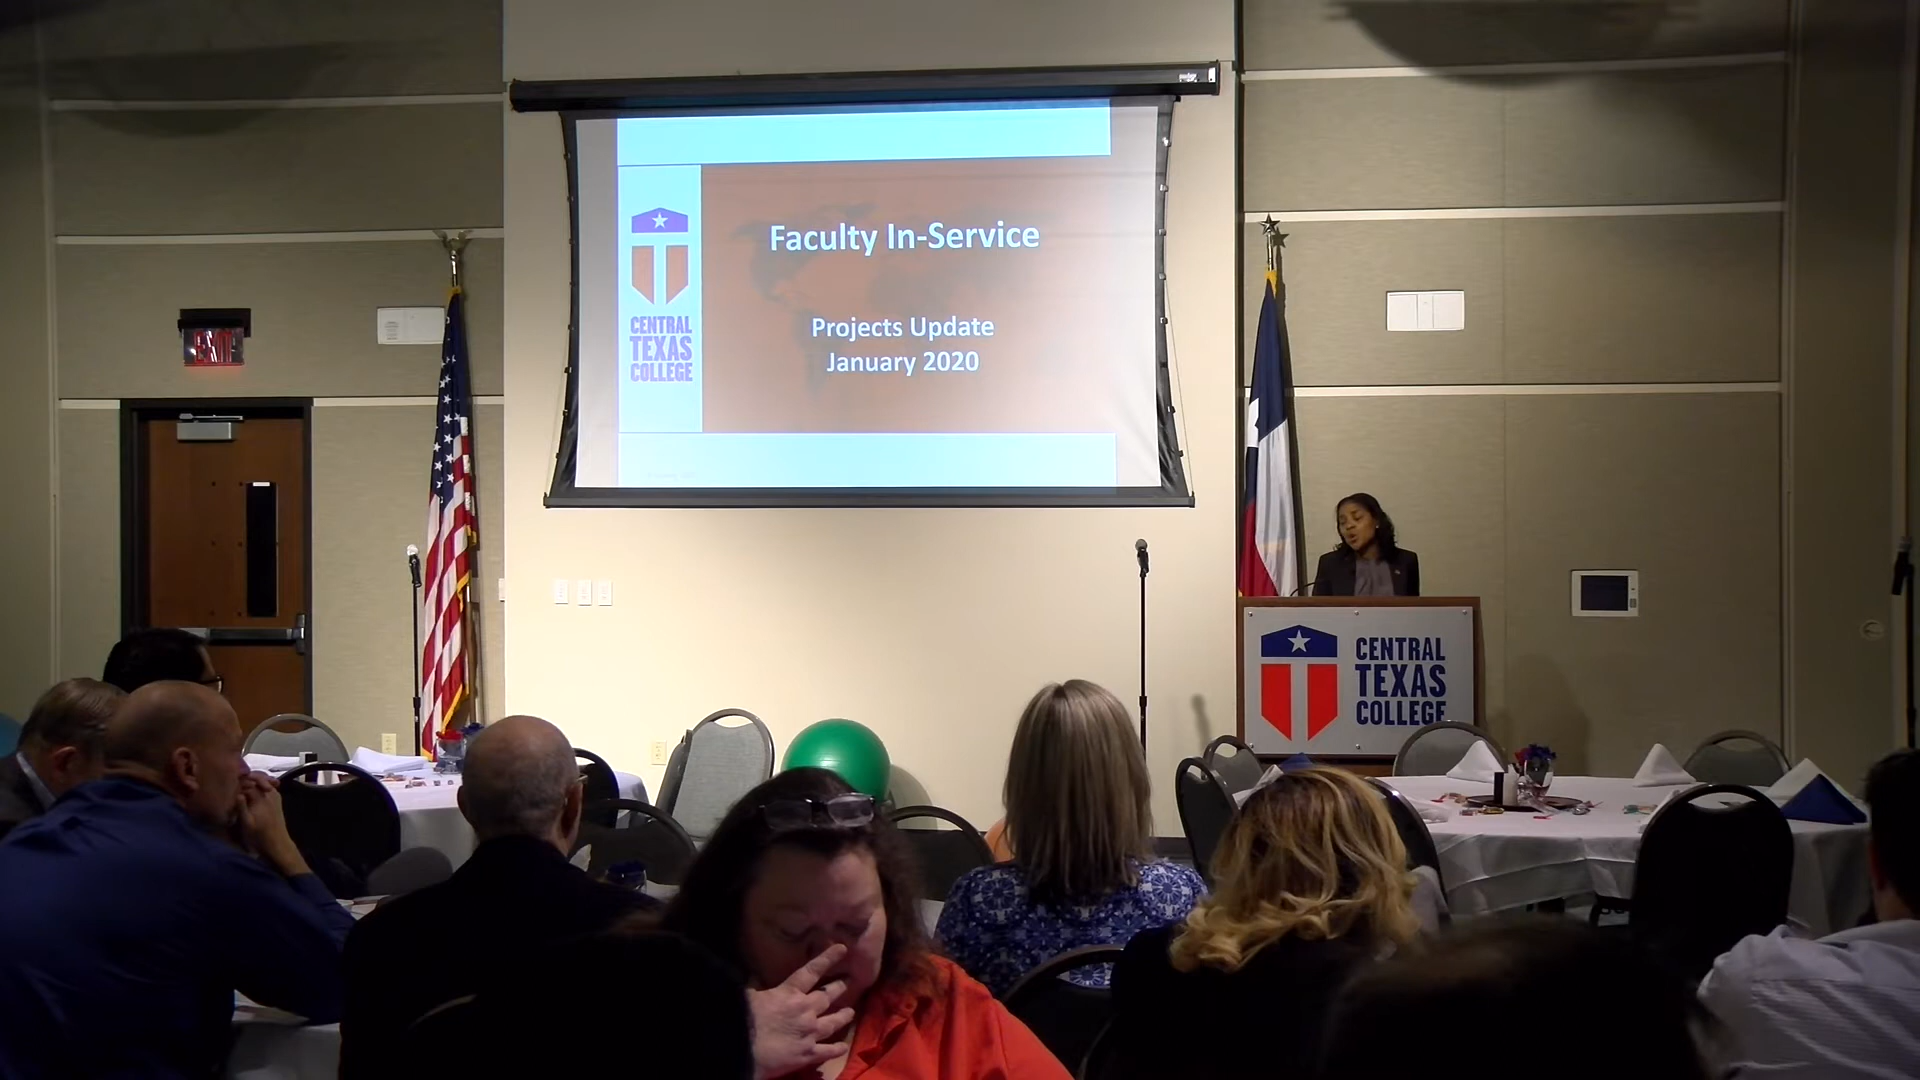 Faculty In-Service
Projects Update
January 2020
CENTRAL
TEXAS
COLLEGE
EXIT
CENTRAL
TEXAS
COLLEGE